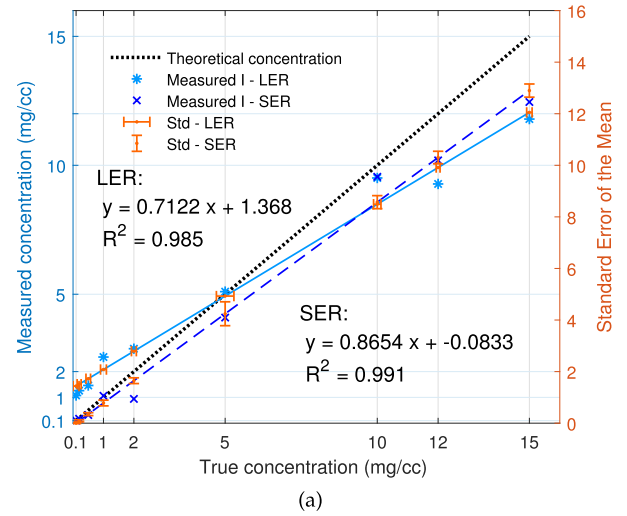 Theoretical concentration
Measured I - LER
Measured I - SER
Std - LER
Std - SER
LER:
y = 0.7122 x + 1.368
R² = 0.985
SER:
y = 0.8654 x + -0.0833
R² = 0.991
Measured concentration (mg/cc)
15
10
5
2
1
0.1
Standard Error of the Mean
16
14
12
10
8
6
4
2
0
0.1 1 2 5 10 12 15
True concentration (mg/cc)
(a)